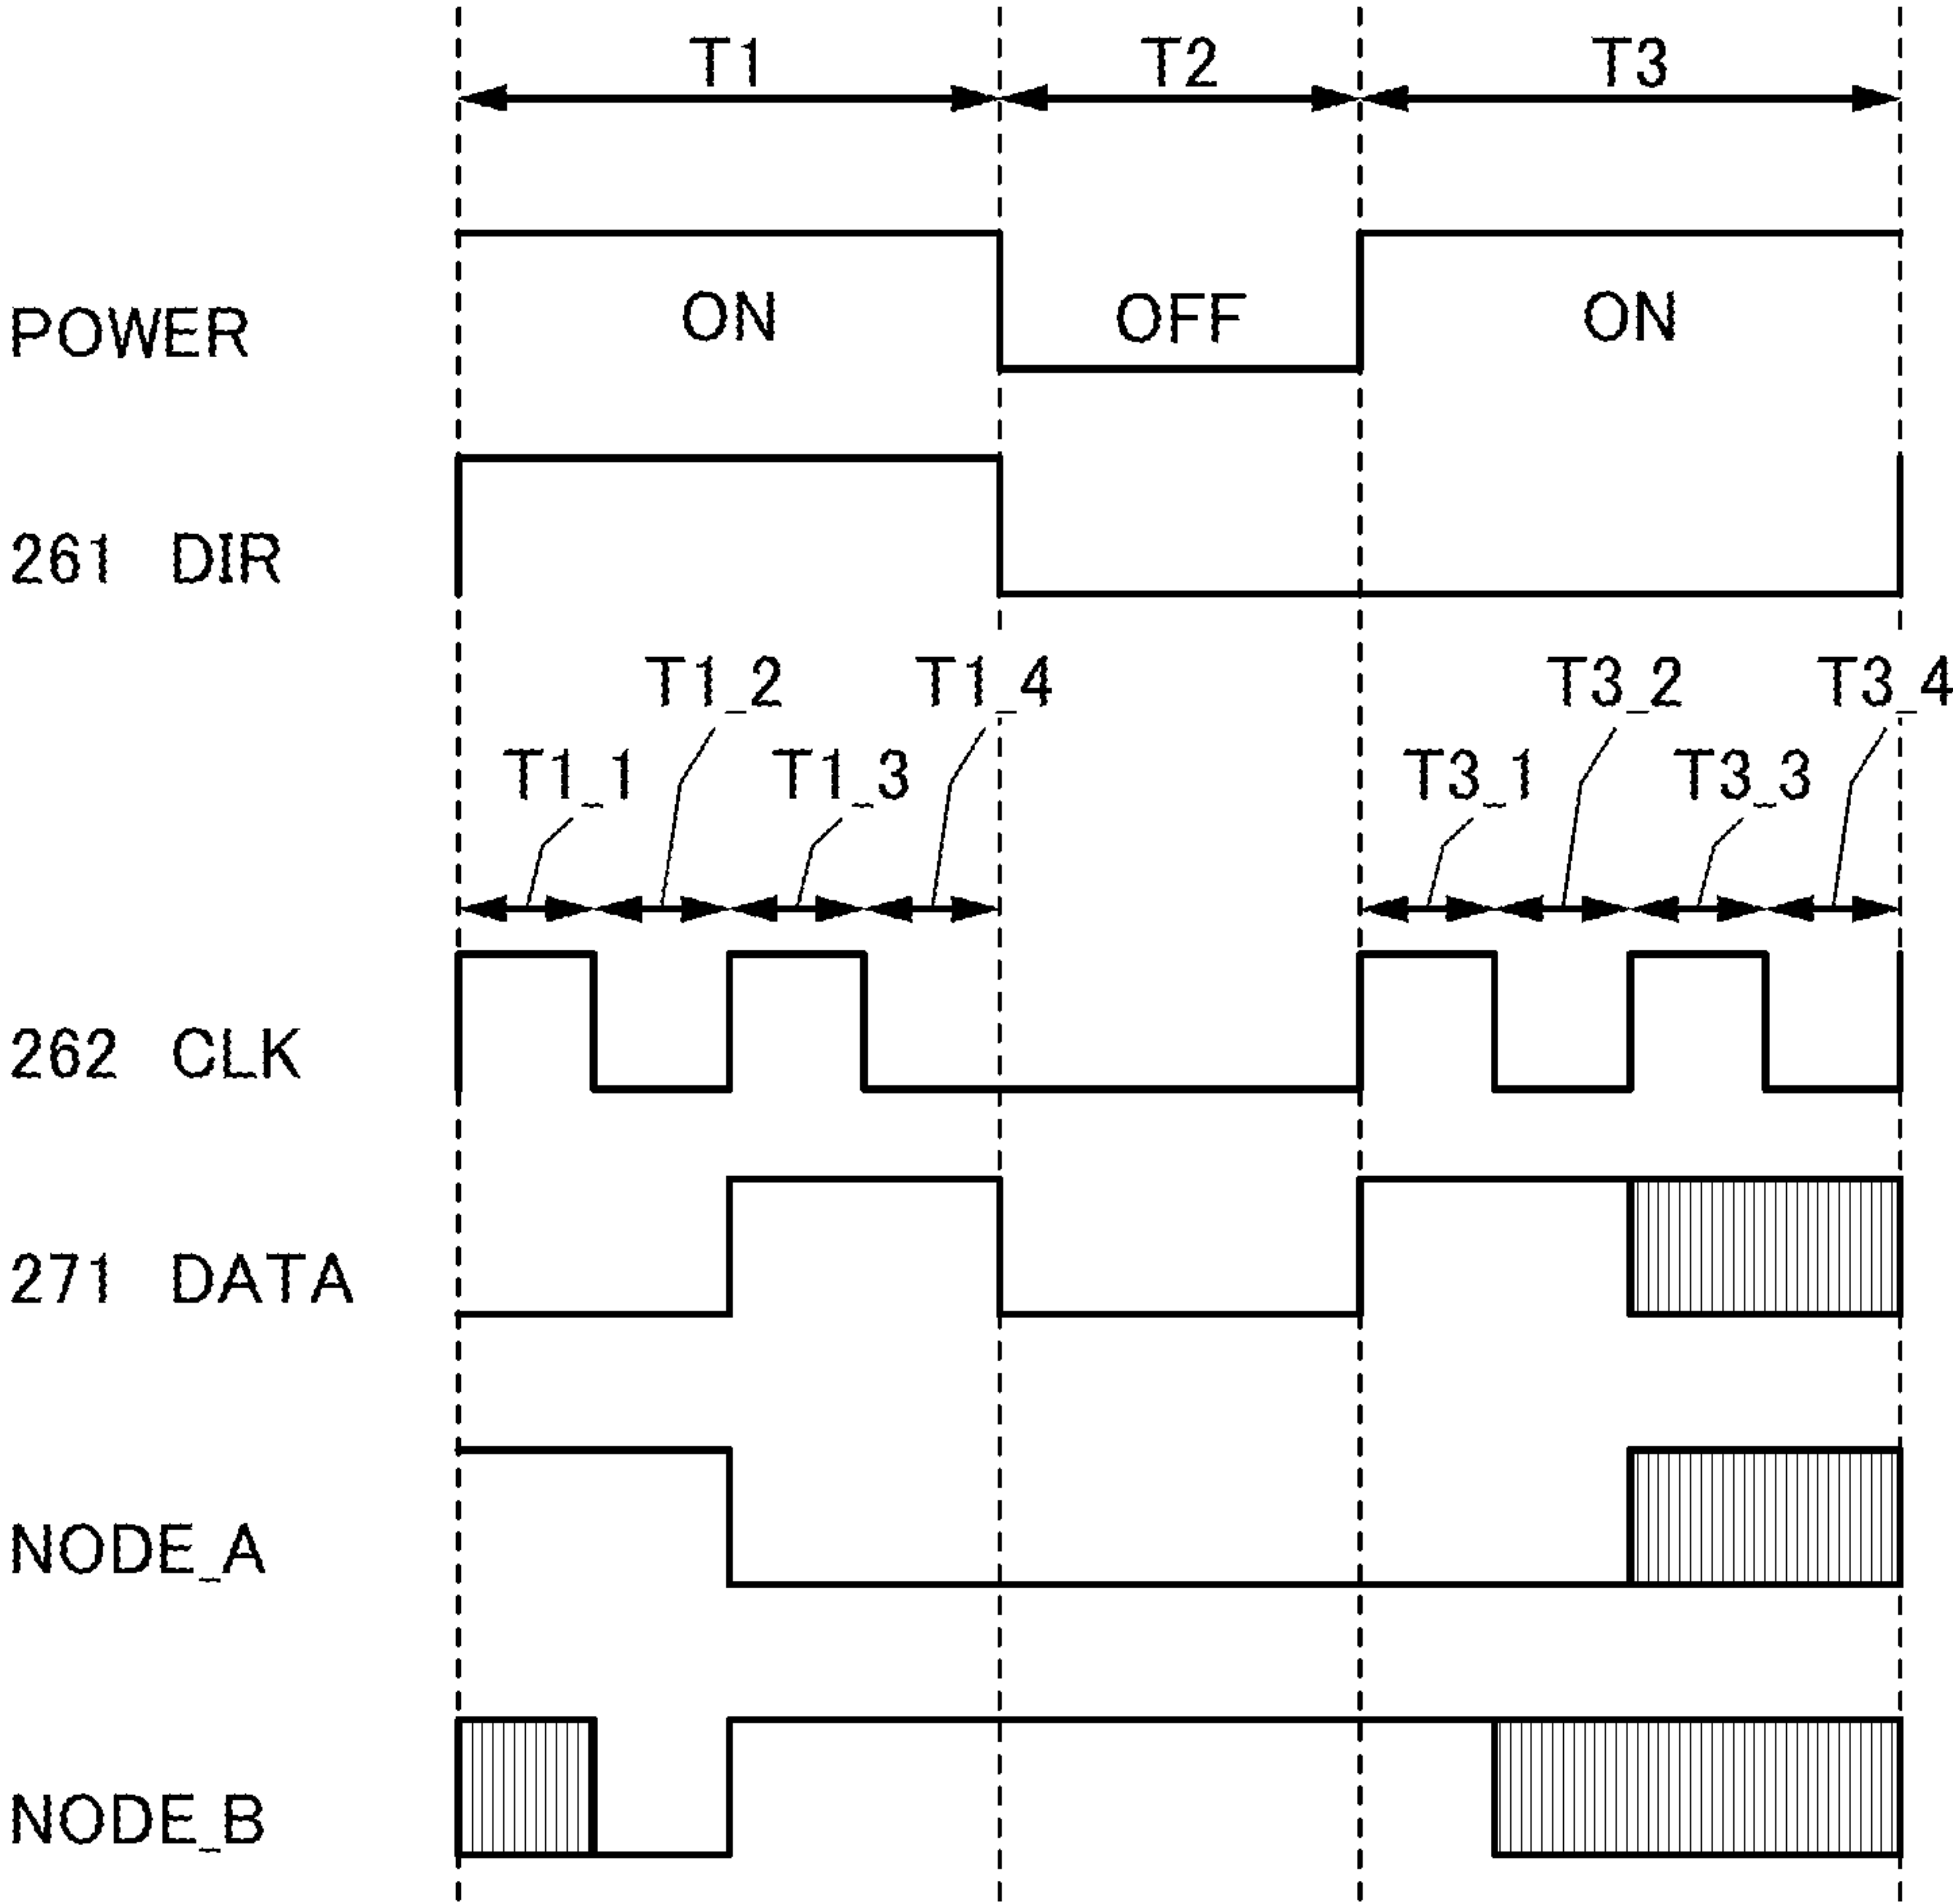 T1 T2 T3
POWER ON OFF ON
261 DIR
T1_2 T1_4 T3_2 T3_4
T1_1 T1_3 T3_1 T3_3
262 CLK
271 DATA
NODE_A
NODE_B